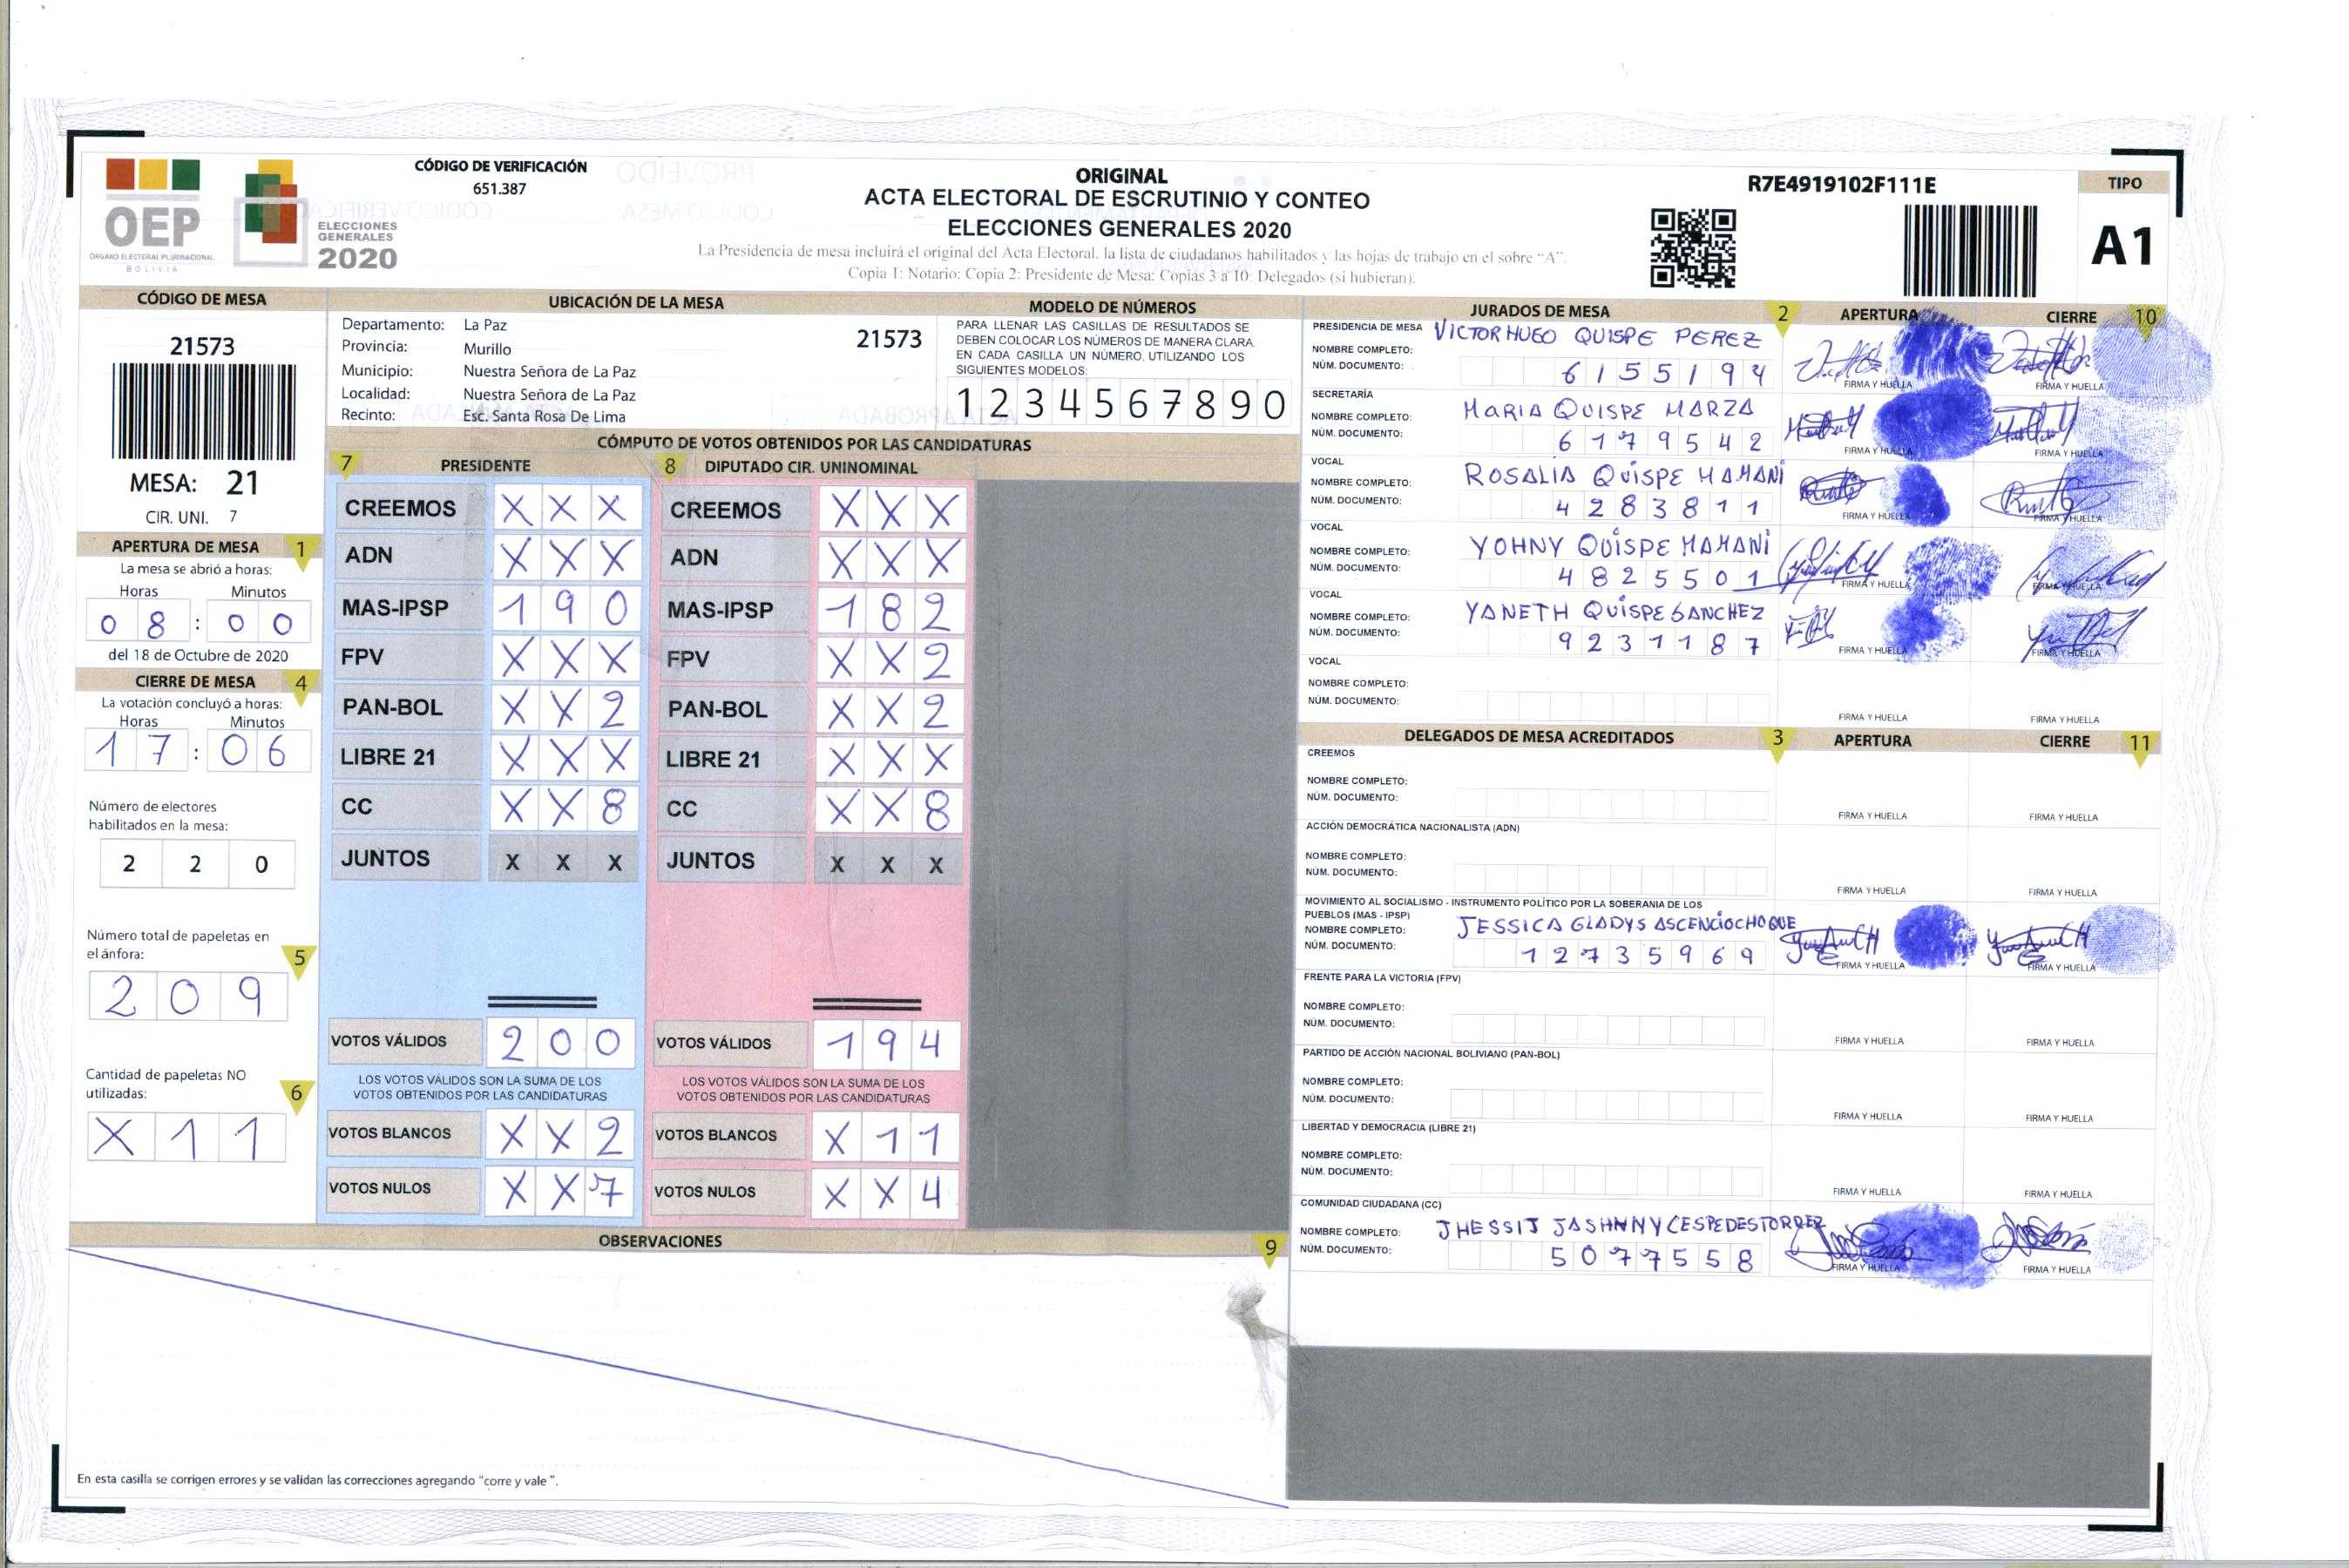 CÓDIGO DE VERIFICACIÓN
651.387
OEP
ÓRGANO ELECTORAL PLURINACIONAL
BOLIVIA
ELECCIONES
GENERALES
2020
ORIGINAL
ACTA ELECTORAL DE ESCRUTINIO Y CONTEO
ELECCIONES GENERALES 2020
La Presidencia de mesa incluirá el original del Acta Electoral, la lista de ciudadanos habilitados y las hojas de trabajo en el sobre "A".
Copia 1: Notario; Copia 2: Presidente de Mesa; Copias 3 a 10: Delegados (si hubieran).
R7E4919102F111E
TIPO
A1
CÓDIGO DE MESA
21573
MESA: 21
CIR. UNI. 7
APERTURA DE MESA 1
La mesa se abrió a horas:
Horas Minutos
08:00
del 18 de Octubre de 2020
CIERRE DE MESA 4
La votación concluyó a horas:
Horas Minutos
17:06
Número de electores
habilitados en la mesa:
2 2 0
Número total de papeletas en
el ánfora: 5
2 0 9
Cantidad de papeletas NO
utilizadas: 6
X 1 1
UBICACIÓN DE LA MESA
Departamento: La Paz 21573
Provincia: Murillo
Municipio: Nuestra Señora de La Paz
Localidad: Nuestra Señora de La Paz
Recinto: Esc. Santa Rosa De Lima
MODELO DE NÚMEROS
PARA LLENAR LAS CASILLAS DE RESULTADOS SE
DEBEN COLOCAR LOS NÚMEROS DE MANERA CLARA.
EN CADA CASILLA UN NÚMERO, UTILIZANDO LOS
SIGUIENTES MODELOS:
1 2 3 4 5 6 7 8 9 0
CÓMPUTO DE VOTOS OBTENIDOS POR LAS CANDIDATURAS
7 PRESIDENTE 8 DIPUTADO CIR. UNINOMINAL
CREEMOS X X X CREEMOS X X X
ADN X X X ADN X X X
MAS-IPSP 1 9 0 MAS-IPSP 1 8 2
FPV X X X FPV X X 2
PAN-BOL X X 2 PAN-BOL X X 2
LIBRE 21 X X X LIBRE 21 X X X
CC X X 8 CC X X 8
JUNTOS X X X JUNTOS X X X
VOTOS VÁLIDOS 2 0 0 VOTOS VÁLIDOS 1 9 4
LOS VOTOS VÁLIDOS SON LA SUMA DE LOS LOS VOTOS VÁLIDOS SON LA SUMA DE LOS
VOTOS OBTENIDOS POR LAS CANDIDATURAS VOTOS OBTENIDOS POR LAS CANDIDATURAS
VOTOS BLANCOS X X 2 VOTOS BLANCOS X 1 1
VOTOS NULOS X X 7 VOTOS NULOS X X 4
OBSERVACIONES 9
En esta casilla se corrigen errores y se validan las correcciones agregando "corre y vale".
JURADOS DE MESA 2 APERTURA CIERRE 10
PRESIDENCIA DE MESA VICTOR HUGO QUISPE PEREZ
NOMBRE COMPLETO:
NÚM. DOCUMENTO: 6 1 5 5 1 9 4 FIRMA Y HUELLA FIRMA Y HUELLA
SECRETARÍA
NOMBRE COMPLETO: MARIA QUISPE MARZA
NÚM. DOCUMENTO: 6 1 7 9 5 4 2 FIRMA Y HUELLA FIRMA Y HUELLA
VOCAL
NOMBRE COMPLETO: ROSALIA QUISPE MAMANI
NÚM. DOCUMENTO: 4 2 8 3 8 1 1 FIRMA Y HUELLA FIRMA Y HUELLA
VOCAL
NOMBRE COMPLETO: YOHNY QUISPE MAMANI
NÚM. DOCUMENTO: 4 8 2 5 5 0 1 FIRMA Y HUELLA FIRMA Y HUELLA
VOCAL
NOMBRE COMPLETO: YANETH QUISPE SANCHEZ
NÚM. DOCUMENTO: 9 2 3 1 1 8 7 FIRMA Y HUELLA FIRMA Y HUELLA
VOCAL
NOMBRE COMPLETO:
NÚM. DOCUMENTO: FIRMA Y HUELLA FIRMA Y HUELLA
DELEGADOS DE MESA ACREDITADOS 3 APERTURA CIERRE 11
CREEMOS
NOMBRE COMPLETO:
NÚM. DOCUMENTO: FIRMA Y HUELLA FIRMA Y HUELLA
ACCIÓN DEMOCRÁTICA NACIONALISTA (ADN)
NOMBRE COMPLETO:
NÚM. DOCUMENTO: FIRMA Y HUELLA FIRMA Y HUELLA
MOVIMIENTO AL SOCIALISMO - INSTRUMENTO POLÍTICO POR LA SOBERANIA DE LOS
PUEBLOS (MAS - IPSP)
NOMBRE COMPLETO: JESSICA GLADYS ASCENCIO CHOQUE
NÚM. DOCUMENTO: 1 2 7 3 5 9 6 9 FIRMA Y HUELLA FIRMA Y HUELLA
FRENTE PARA LA VICTORIA (FPV)
NOMBRE COMPLETO:
NÚM. DOCUMENTO: FIRMA Y HUELLA FIRMA Y HUELLA
PARTIDO DE ACCIÓN NACIONAL BOLIVIANO (PAN-BOL)
NOMBRE COMPLETO:
NÚM. DOCUMENTO: FIRMA Y HUELLA FIRMA Y HUELLA
LIBERTAD Y DEMOCRACIA (LIBRE 21)
NOMBRE COMPLETO:
NÚM. DOCUMENTO: FIRMA Y HUELLA FIRMA Y HUELLA
COMUNIDAD CIUDADANA (CC)
NOMBRE COMPLETO: CESPEDES TORREZ
NÚM. DOCUMENTO: 5 0 7 7 5 5 8 FIRMA Y HUELLA FIRMA Y HUELLA